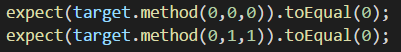 expect(target.method(0,0,0)).toEqual(0);
expect(target.method(0,1,1)).toEqual(0);